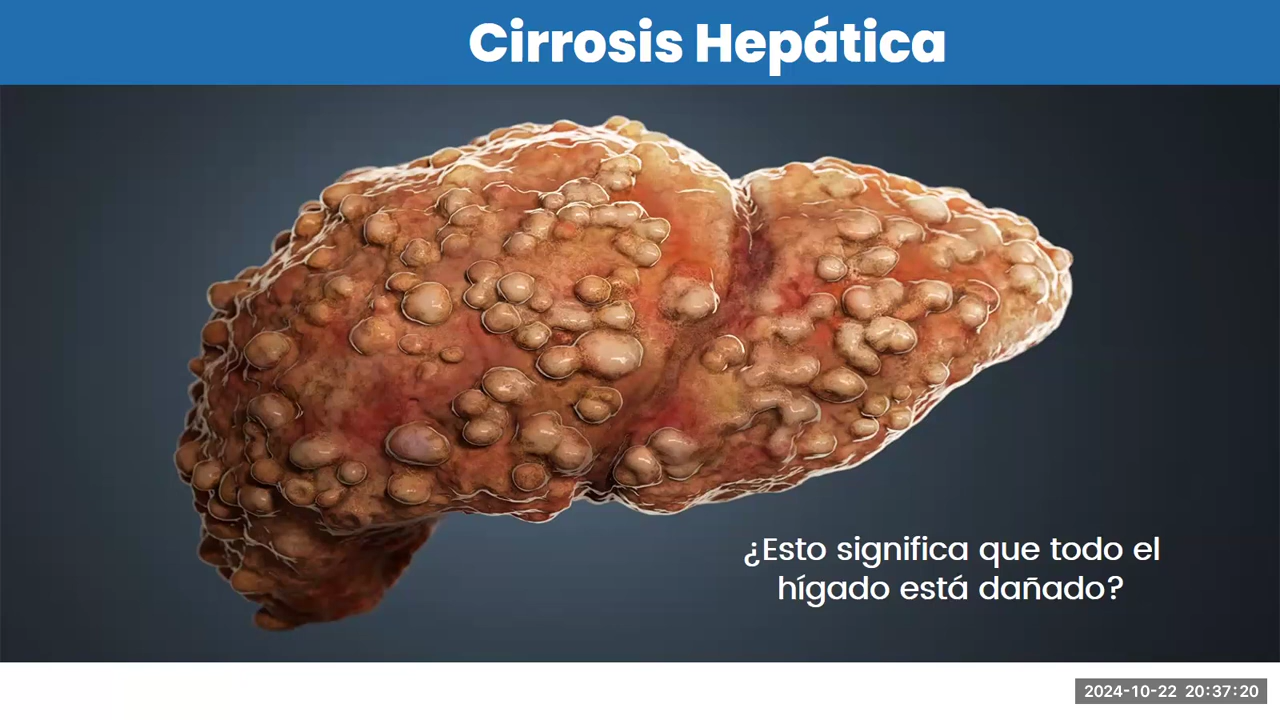 Cirrosis Hepática
¿Esto significa que todo el
hígado está dañado?
2024-10-22 20:37:20